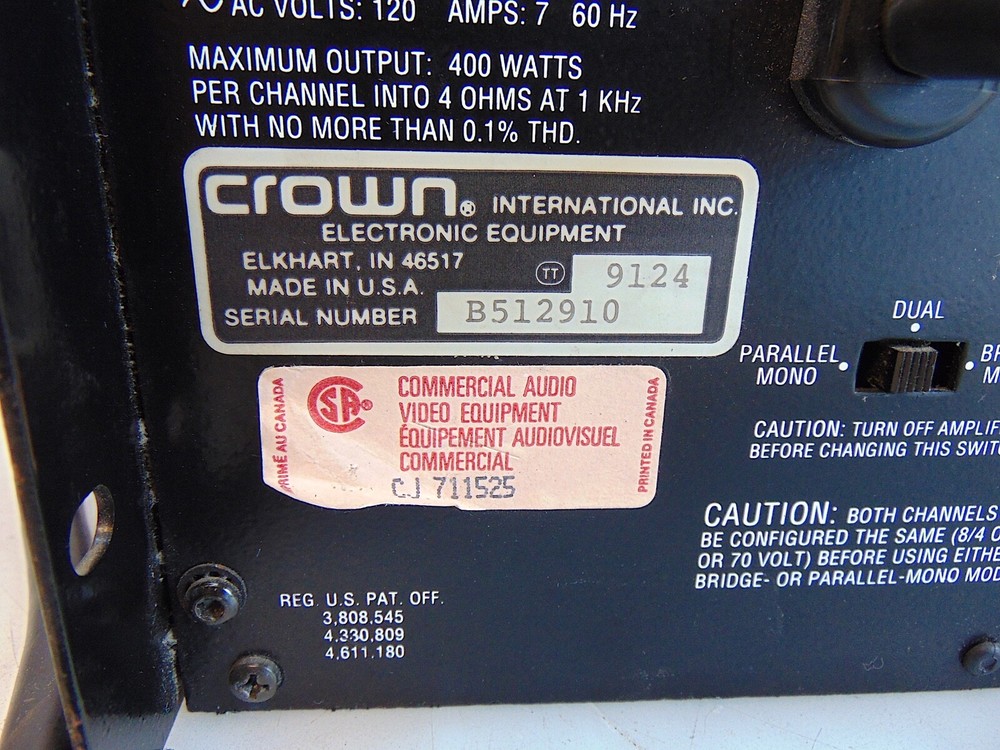 AC VOLTS: 120 AMPS: 7 60 Hz
MAXIMUM OUTPUT: 400 WATTS
PER CHANNEL INTO 4 OHMS AT 1 KHz
WITH NO MORE THAN 0.1% THD.
crown® INTERNATIONAL INC.
ELECTRONIC EQUIPMENT
ELKHART, IN 46517
MADE IN U.S.A.
TT 9124
SERIAL NUMBER B512910
DUAL
PARALLEL
MONO
CAUTION: TURN OFF AMPLIF
BEFORE CHANGING THIS SWIT
CSA®
COMMERCIAL AUDIO
VIDEO EQUIPMENT
ÉQUIPEMENT AUDIOVISUEL
COMMERCIAL
CJ 711525
PRIMÉ AU CANADA
PRINTED IN CANADA
CAUTION: BOTH CHANNELS
BE CONFIGURED THE SAME (8/4
OR 70 VOLT) BEFORE USING EITHE
BRIDGE- OR PARALLEL-MONO MOD
REG. U.S. PAT. OFF.
3,808,545
4,330,809
4,611,180